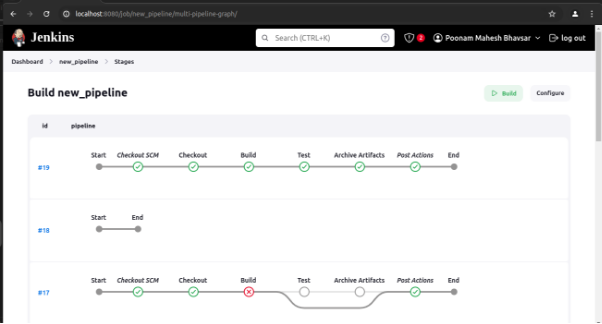 localhost:8080/job/new_pipeline/multi-pipeline-graph/
Jenkins
Search (CTRL+K)
2
Poonam Mahesh Bhavsar
log out
Dashboard > new_pipeline > Stages
Build new_pipeline
Build
Configure
id pipeline
Start Checkout SCM Checkout Build Test Archive Artifacts Post Actions End
#19
Start End
#18
Start Checkout SCM Checkout Build Test Archive Artifacts Post Actions End
#17